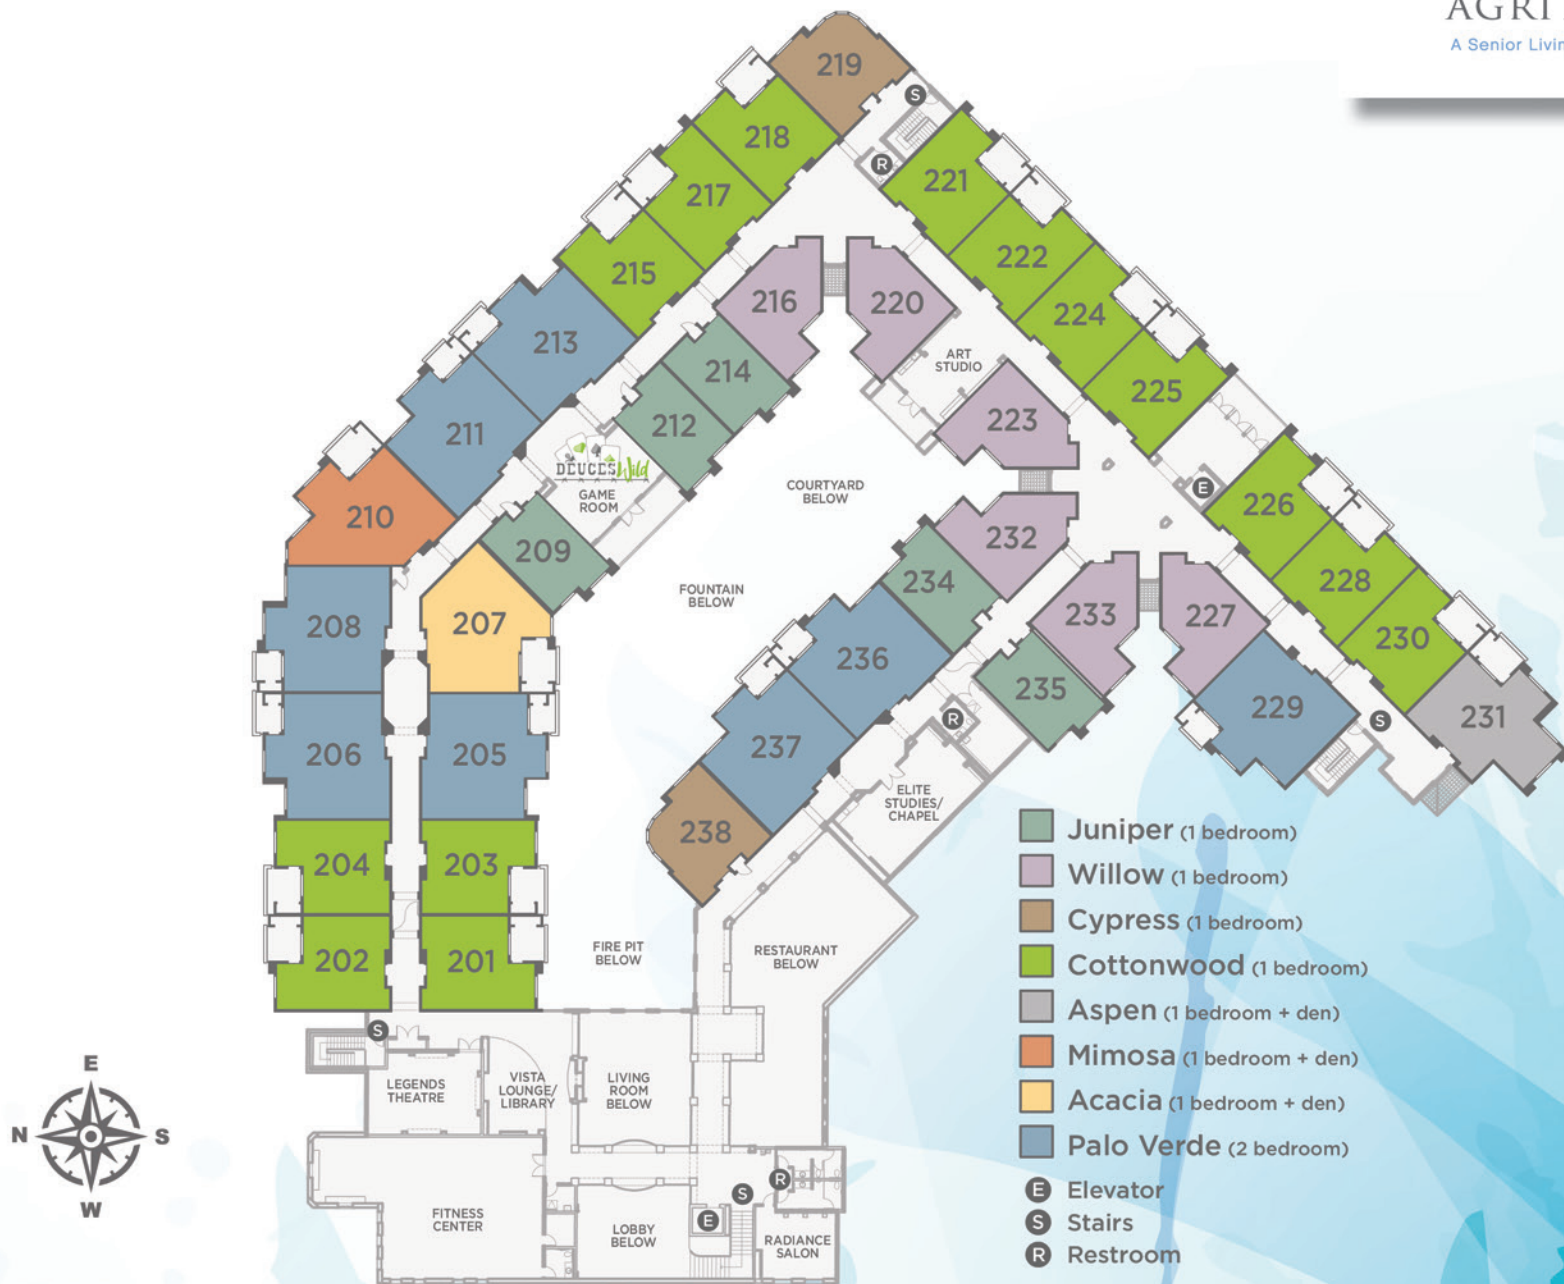 AGRI
A Senior Livin
219
S
218
R
217
221
215
222
216
220
213
224
ART
STUDIO
214
225
211
212
223
DEUCES Wild
GAME
ROOM
COURTYARD
BELOW
E
226
210
209
232
234
228
FOUNTAIN
BELOW
208
207
233
227
230
236
235
229
231
R
S
206
205
237
ELITE
STUDIES/
CHAPEL
238
204
203
202
201
FIRE PIT
BELOW
RESTAURANT
BELOW
Juniper (1 bedroom)
Willow (1 bedroom)
Cypress (1 bedroom)
Cottonwood (1 bedroom)
Aspen (1 bedroom + den)
Mimosa (1 bedroom + den)
Acacia (1 bedroom + den)
Palo Verde (2 bedroom)
E Elevator
S Stairs
R Restroom
S
LEGENDS
THEATRE
VISTA
LOUNGE/
LIBRARY
LIVING
ROOM
BELOW
E
N S
W
FITNESS
CENTER
LOBBY
BELOW
R
S
E
RADIANCE
SALON